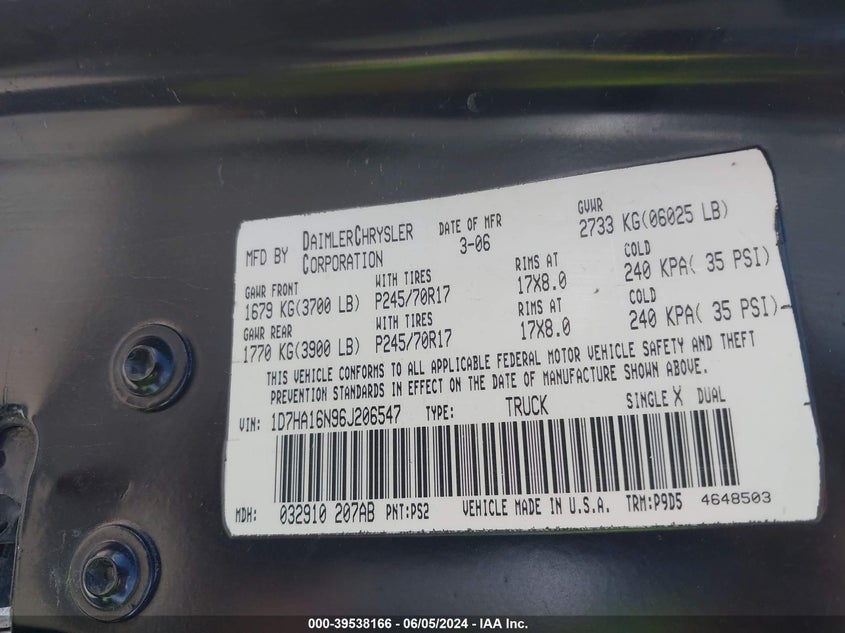 MFD BY DAIMLERCHRYSLER CORPORATION DATE OF MFR 3-06 GVWR 2733 KG(06025 LB)
GAWR FRONT WITH TIRES RIMS AT COLD
1679 KG(3700 LB) P245/70R17 17X8.0 240 KPA( 35 PSI)
GAWR REAR WITH TIRES RIMS AT COLD
1770 KG(3900 LB) P245/70R17 17X8.0 240 KPA( 35 PSI)
THIS VEHICLE CONFORMS TO ALL APPLICABLE FEDERAL MOTOR VEHICLE SAFETY AND THEFT
PREVENTION STANDARDS IN EFFECT ON THE DATE OF MANUFACTURE SHOWN ABOVE.
VIN: 1D7HA16N96J206547 TYPE: TRUCK SINGLE X DUAL
MDH: 032910 207AB PNT:PS2 VEHICLE MADE IN U.S.A. TRM:P9D5 4648503
000-39538166 - 06/05/2024 - IAA Inc.